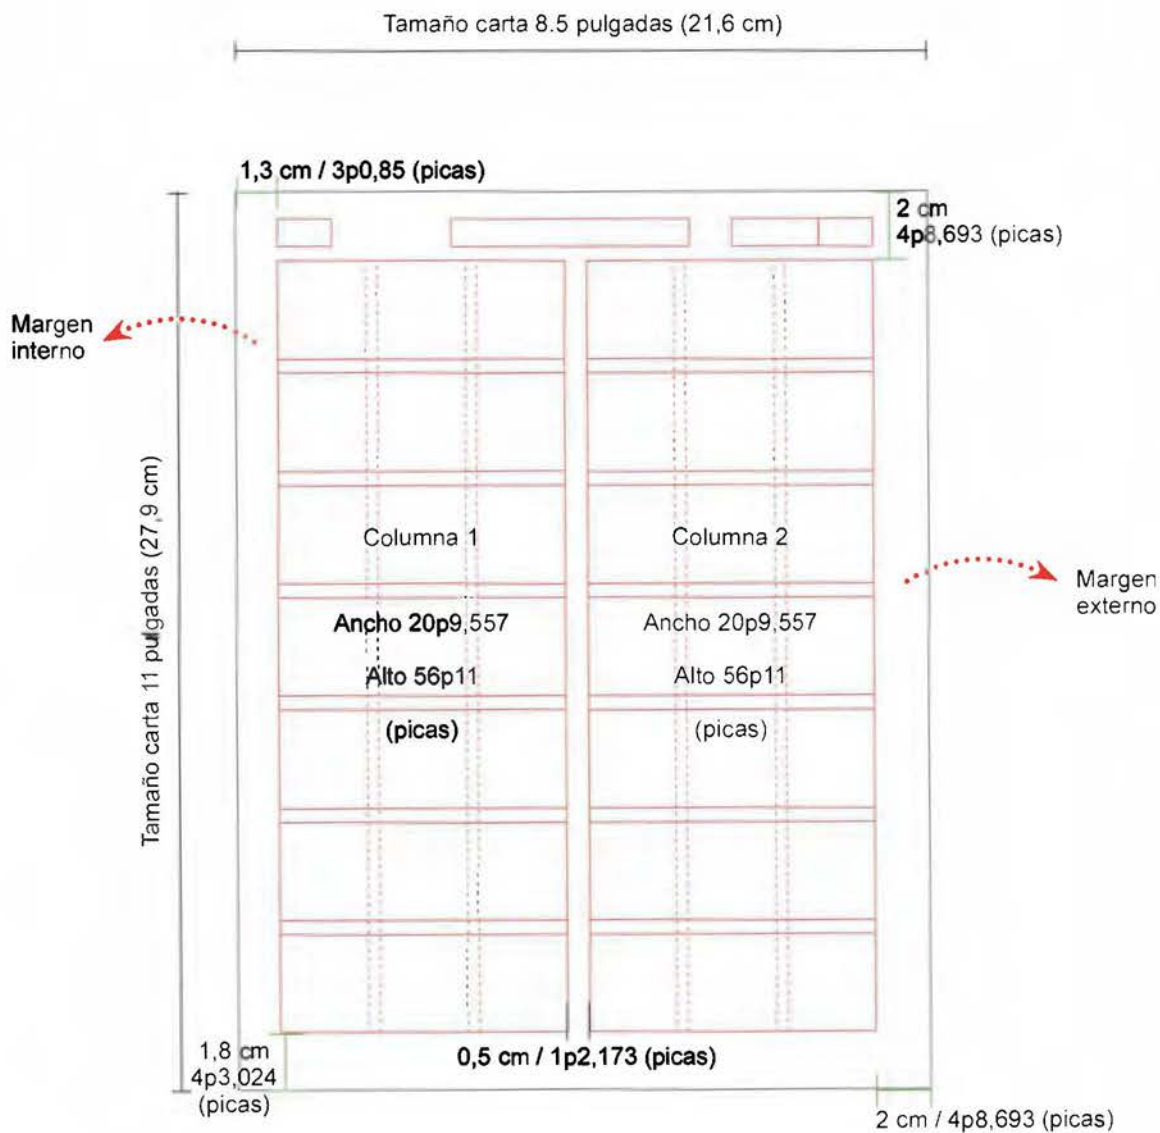 Tamaño carta 8.5 pulgadas (21,6 cm)
1,3 cm / 3p0,85 (picas)
2 cm
4p8,693 (picas)
Margen
interno
Tamaño carta 11 pulgadas (27,9 cm)
Columna 1
Ancho 20p9,557
Alto 56p11
(picas)
Columna 2
Ancho 20p9,557
Alto 56p11
(picas)
Margen
externo
1,8 cm
4p3,024
(picas)
0,5 cm / 1p2,173 (picas)
2 cm / 4p8,693 (picas)